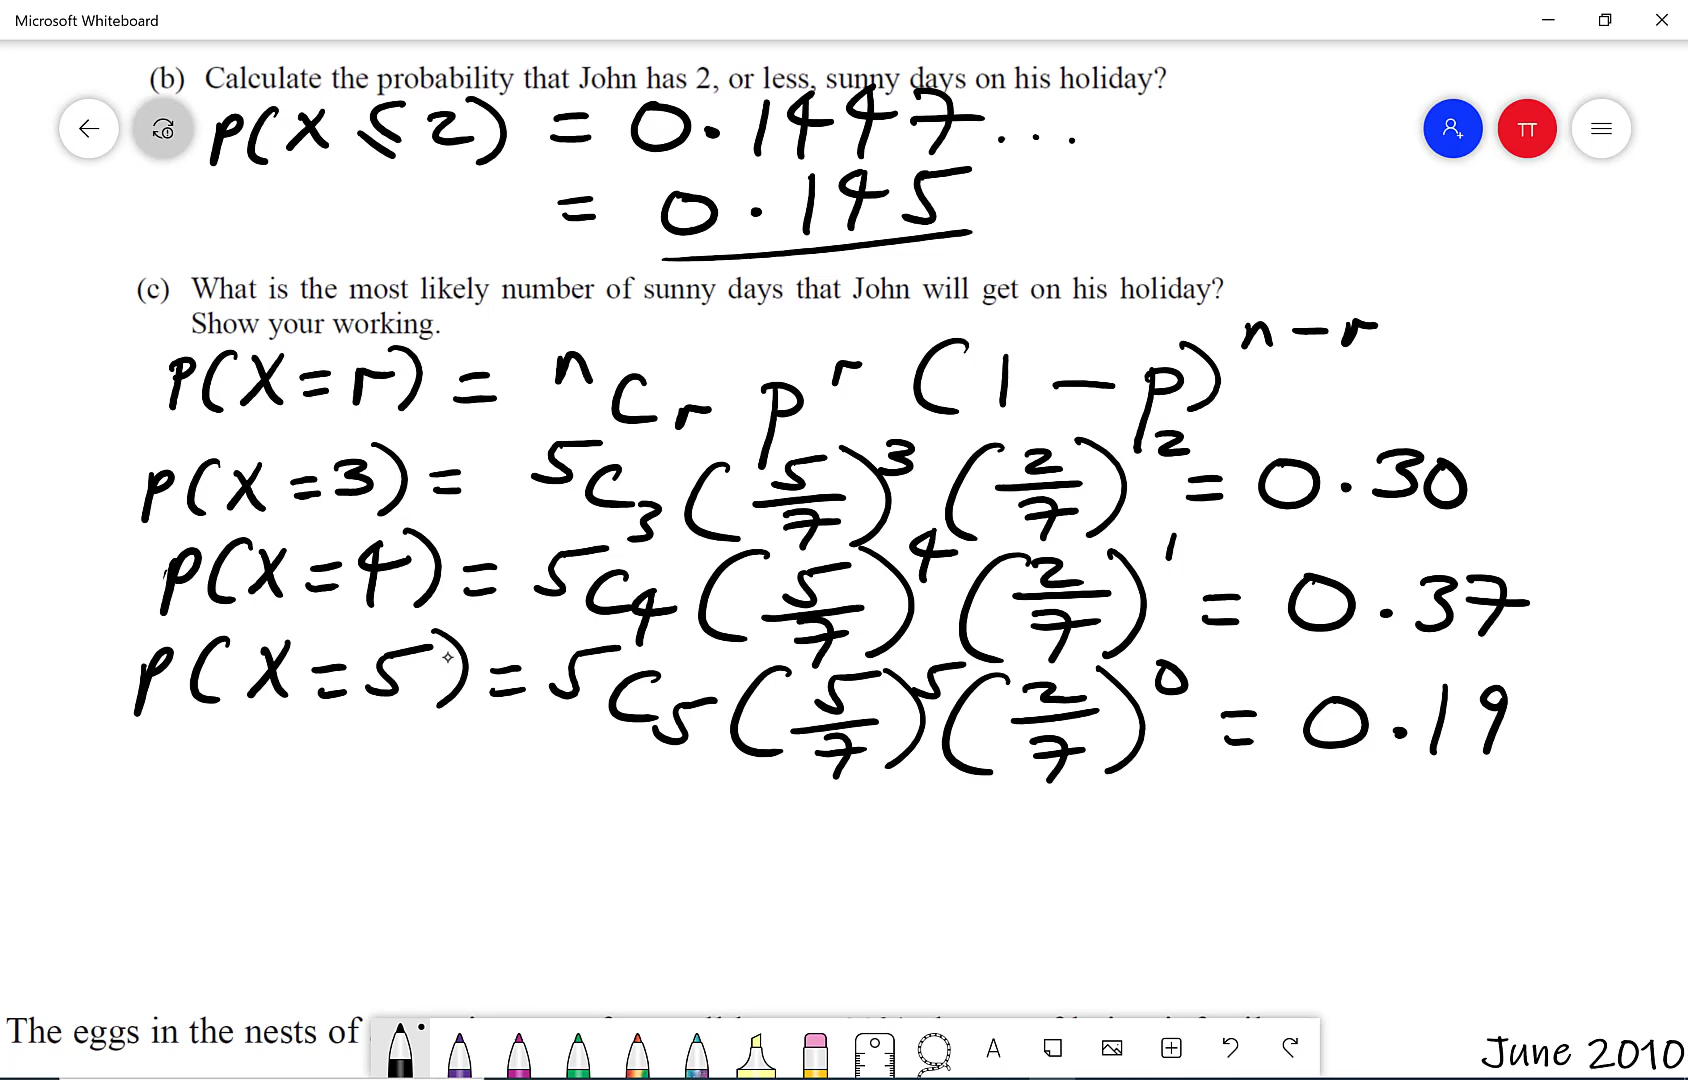 Microsoft Whiteboard
(b) Calculate the probability that John has 2, or less, sunny days on his holiday?
P(X ≤ 2) = 0.1447...
= 0.145
TT
(c) What is the most likely number of sunny days that John will get on his holiday?
Show your working.
P(X = r) = ⁿCᵣ pʳ (1 − p)ⁿ⁻ʳ
P(X = 3) = ⁵C₃ (5/7)³ (2/7)² = 0.30
P(X = 4) = ⁵C₄ (5/7)⁴ (2/7)¹ = 0.37
P(X = 5) = ⁵C₅ (5/7)⁵ (2/7)⁰ = 0.19
The eggs in the nests of
June 2010